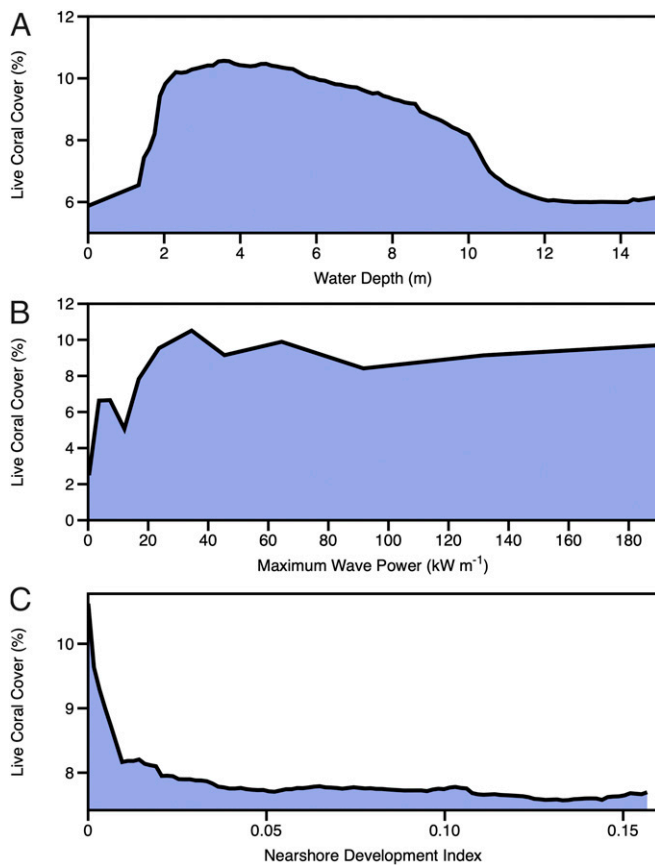 A
12
10
8
6
Live Coral Cover (%)
0 2 4 6 8 10 12 14
Water Depth (m)
B
12
10
8
6
4
2
0
Live Coral Cover (%)
0 20 40 60 80 100 120 140 160 180
Maximum Wave Power (kW m⁻¹)
C
10
9
8
Live Coral Cover (%)
0 0.05 0.10 0.15
Nearshore Development Index